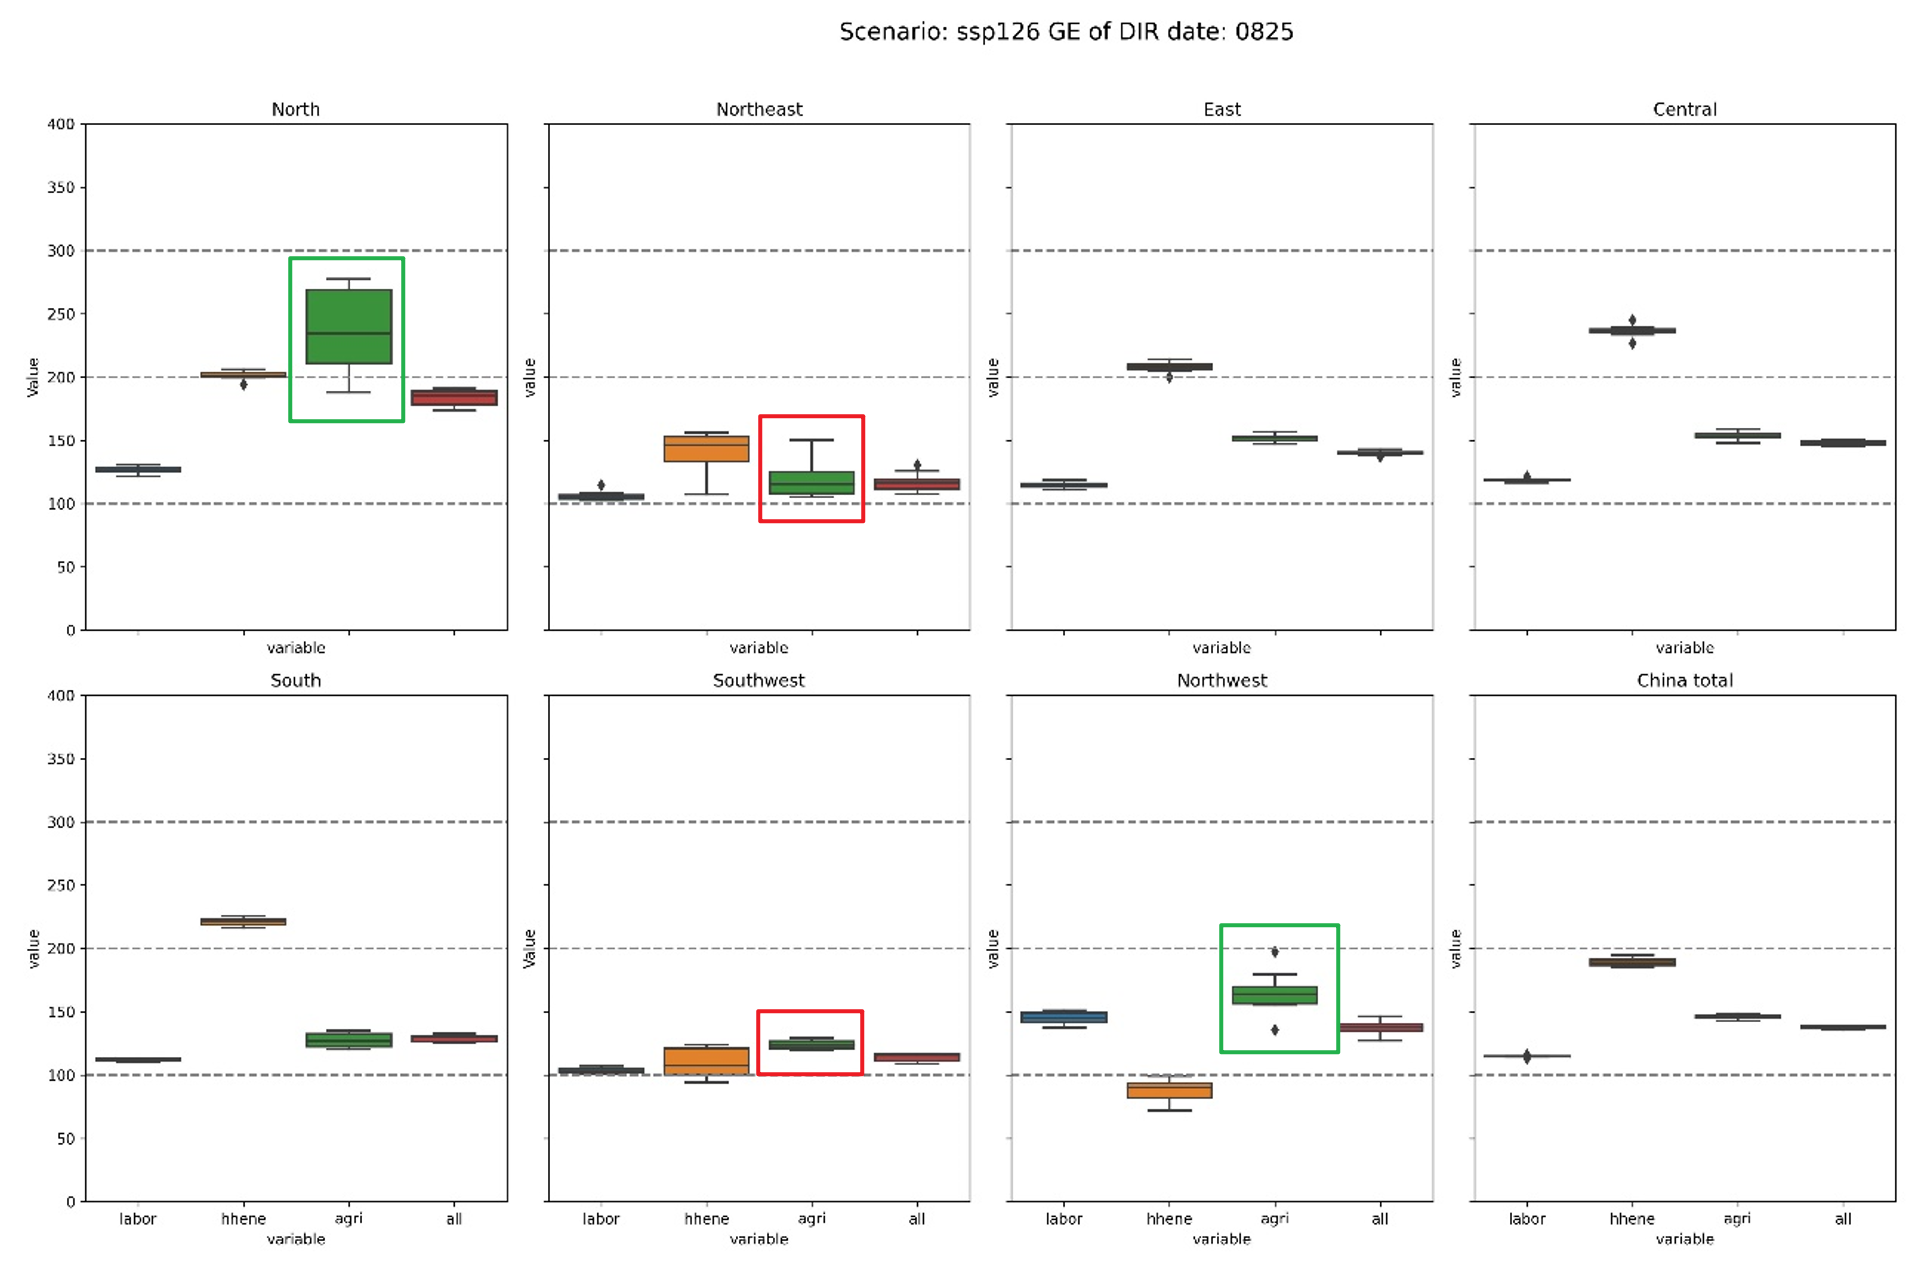 Scenario: ssp126 GE of DIR date: 0825
North
Northeast
East
Central
400
350
300
250
200
150
100
50
0
Value
value
value
value
variable
variable
variable
variable
South
Southwest
Northwest
China total
400
350
300
250
200
150
100
50
0
value
Value
value
value
labor hhene agri all
labor hhene agri all
labor hhene agri all
labor hhene agri all
variable
variable
variable
variable